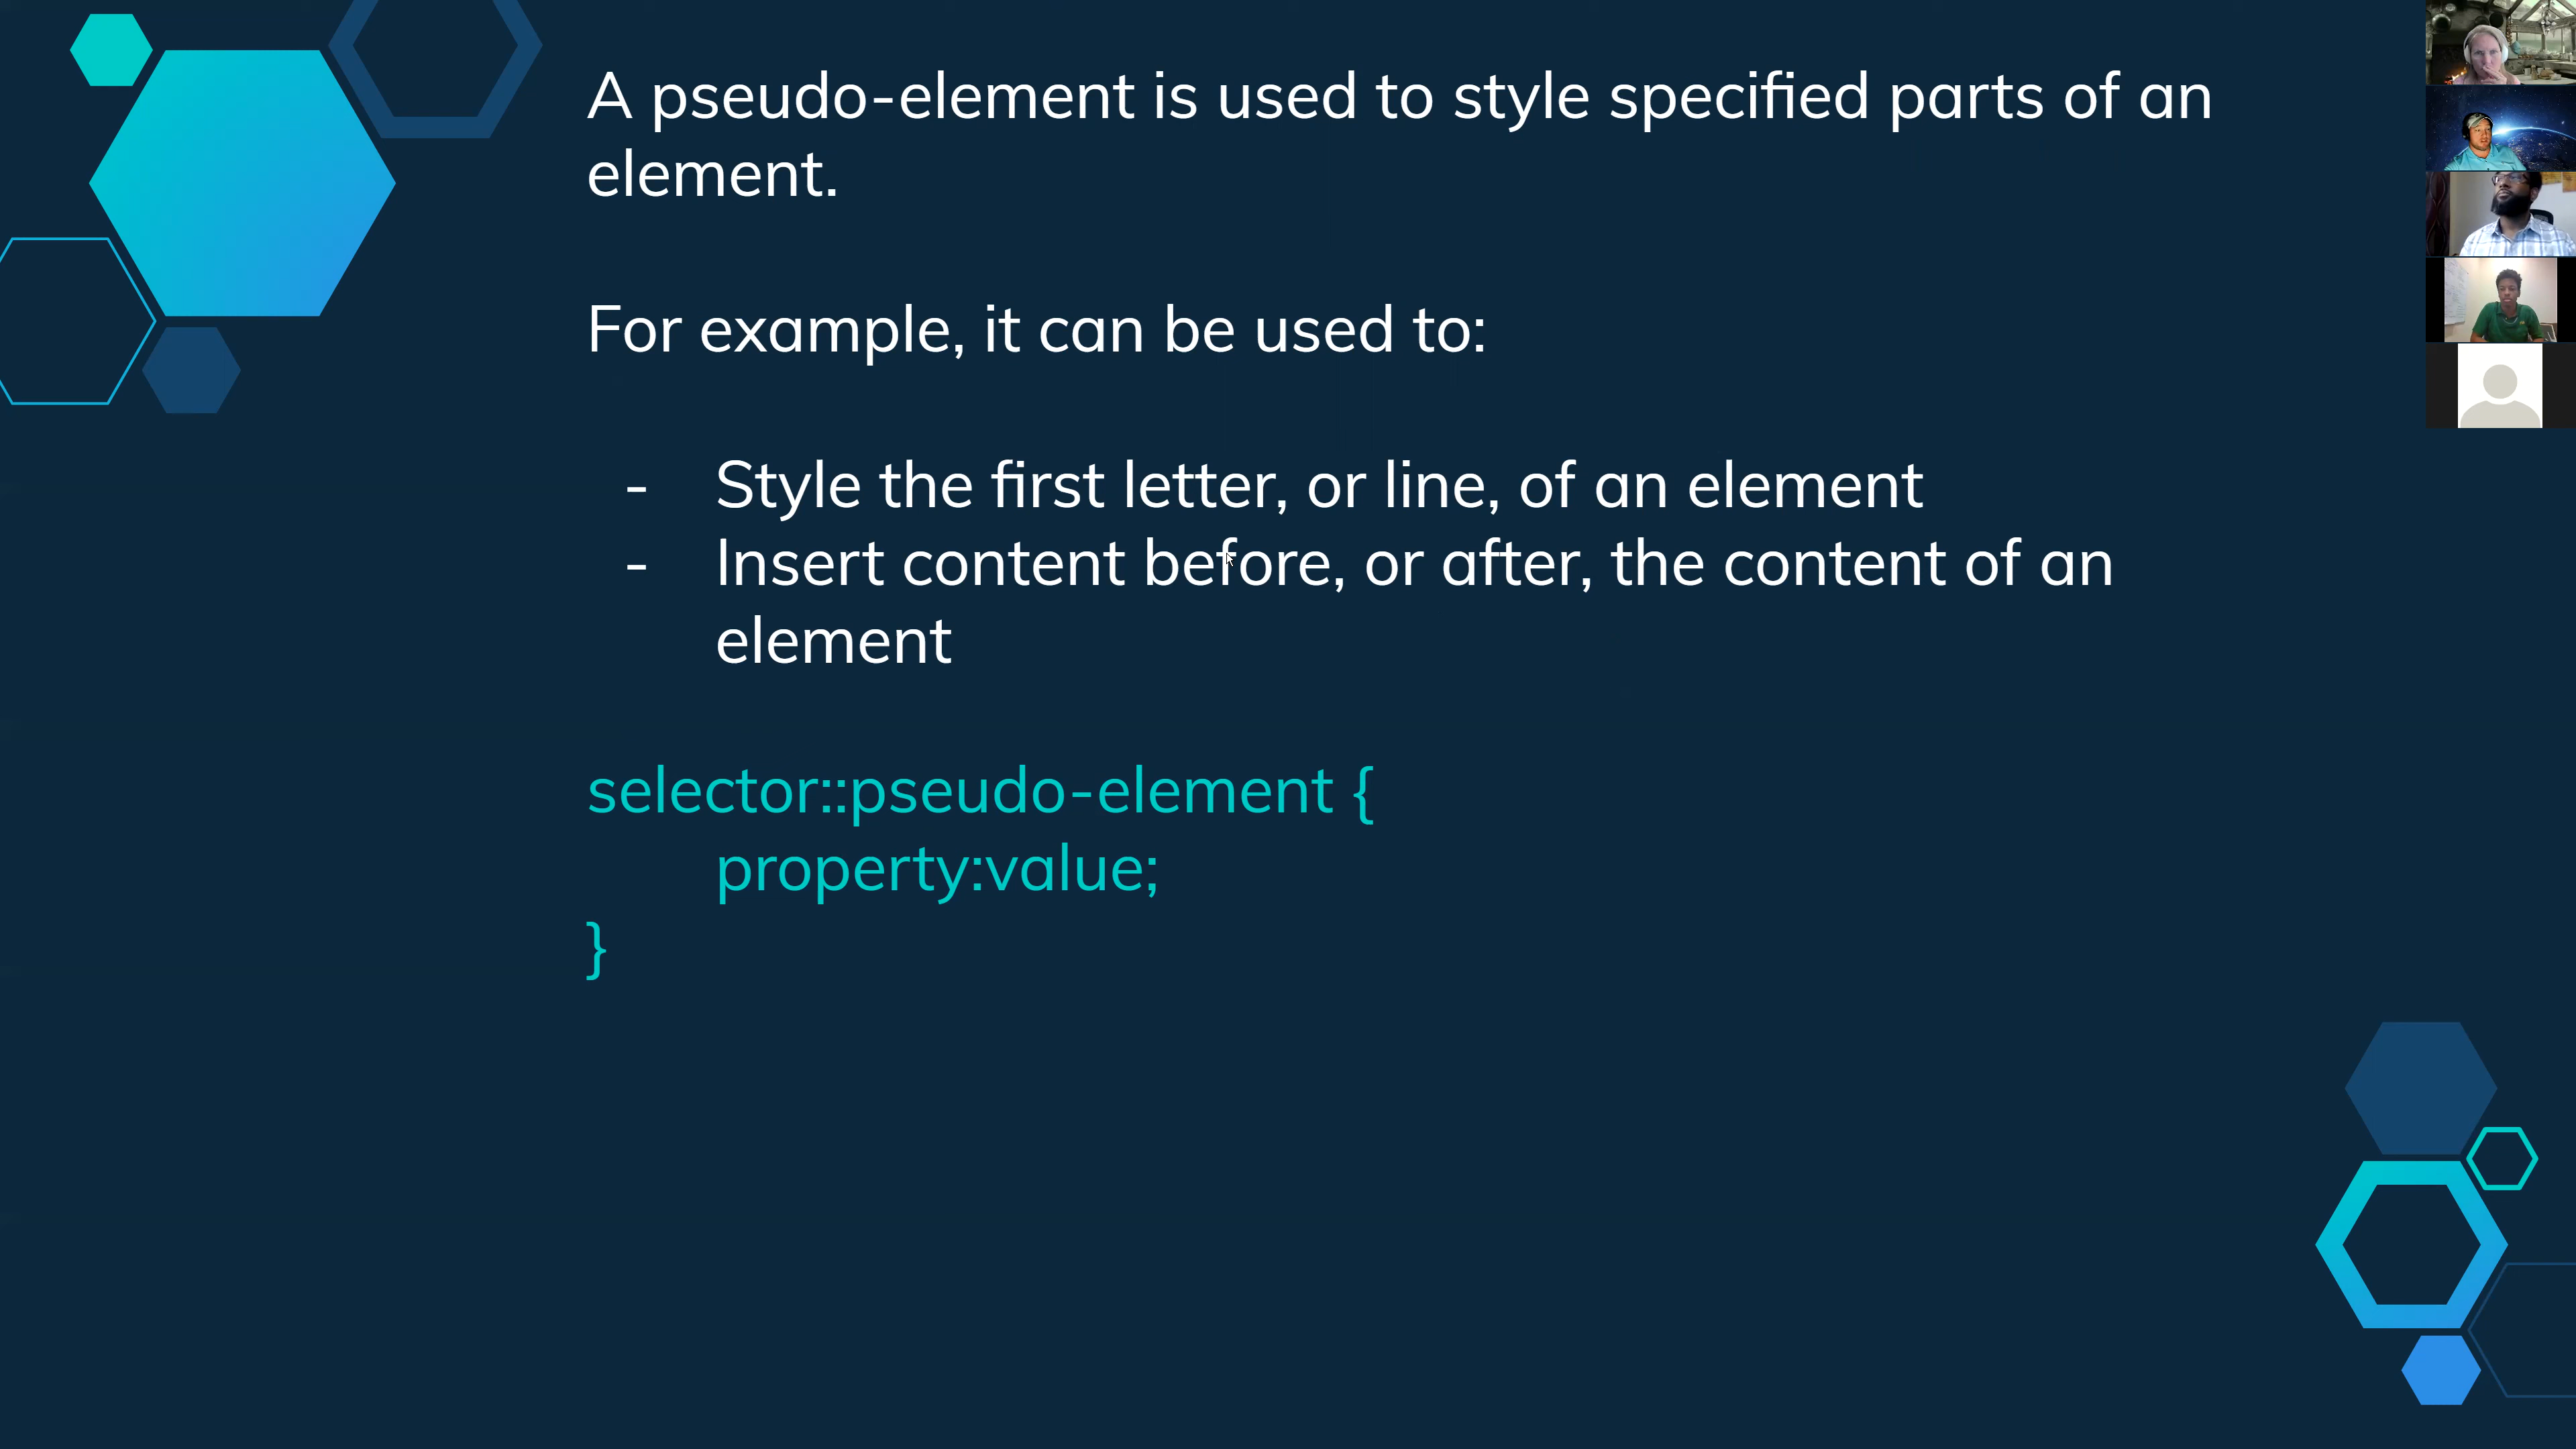 A pseudo-element is used to style specified parts of an
element.
For example, it can be used to:
- Style the first letter, or line, of an element
- Insert content before, or after, the content of an
element
selector::pseudo-element {
property:value;
}